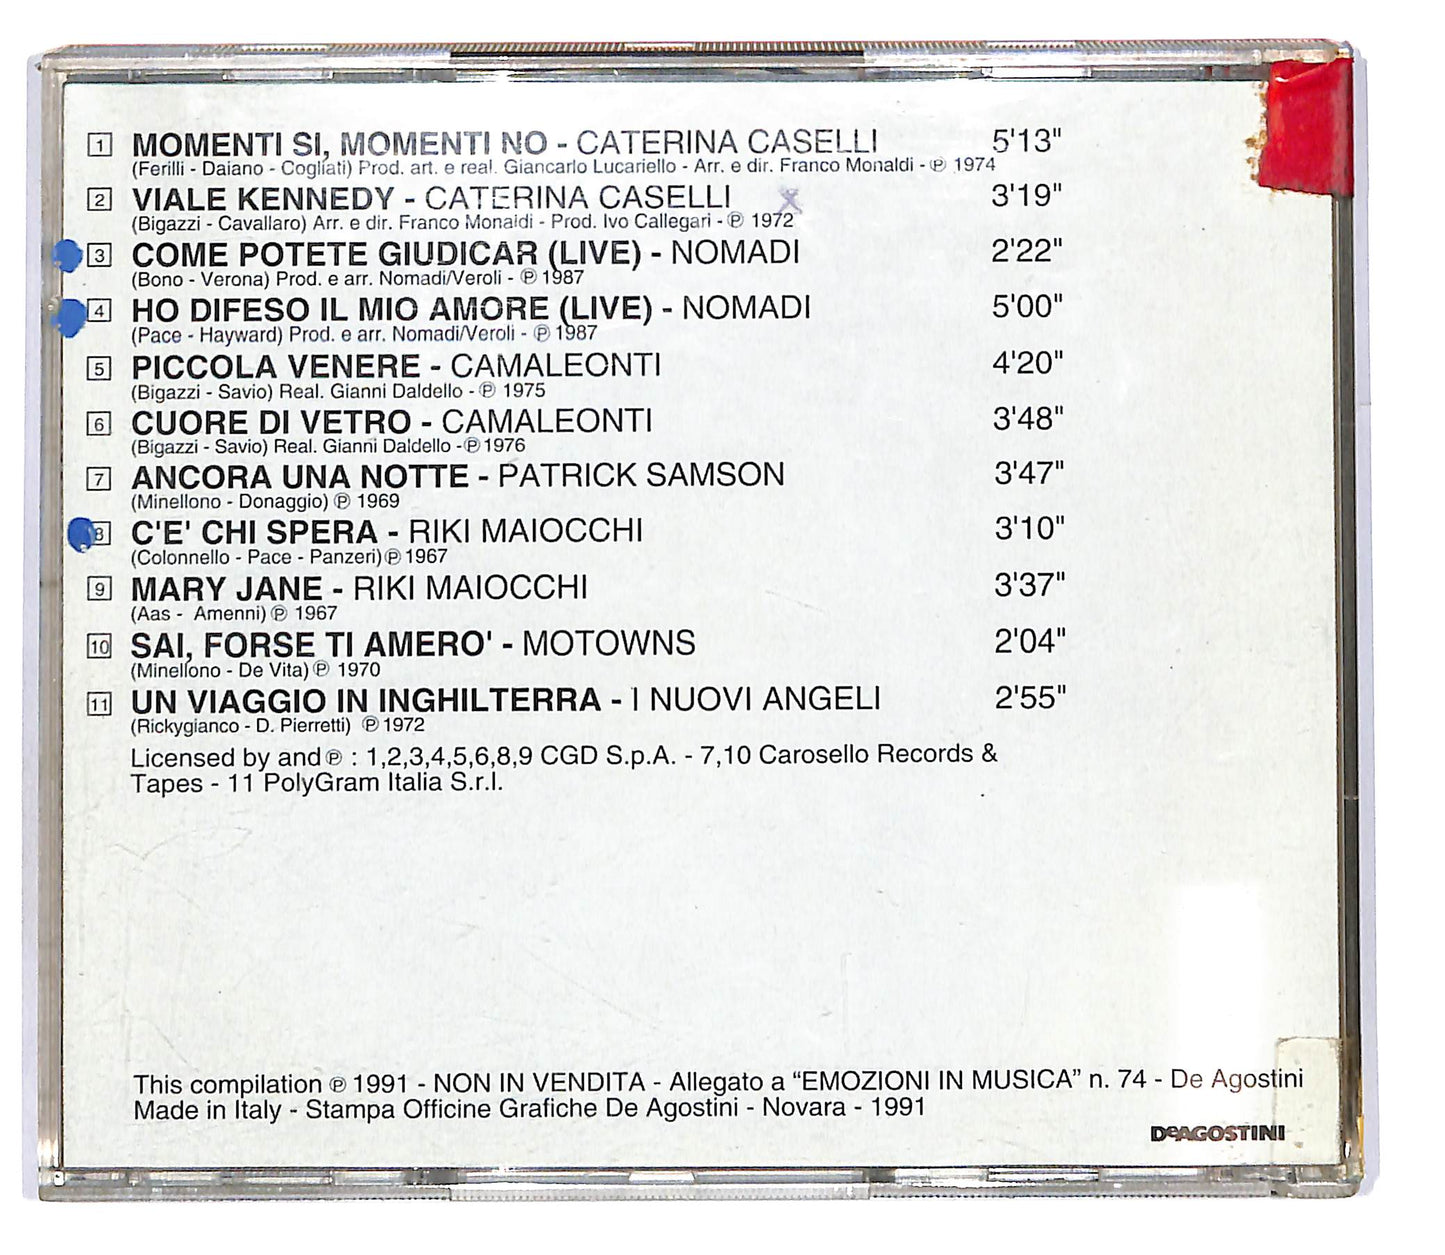 1 MOMENTI SI, MOMENTI NO - CATERINA CASELLI 5'13"
(Ferilli - Daiano - Cogliati) Prod. art. e real. Giancarlo Lucariello - Arr. e dir. Franco Monaldi - ℗ 1974
2 VIALE KENNEDY - CATERINA CASELLI 3'19"
(Bigazzi - Cavallaro) Arr. e dir. Franco Monaldi - Prod. Ivo Callegari - ℗ 1972
3 COME POTETE GIUDICAR (LIVE) - NOMADI 2'22"
(Bono - Verona) Prod. e arr. Nomadi/Veroli - ℗ 1987
4 HO DIFESO IL MIO AMORE (LIVE) - NOMADI 5'00"
(Pace - Hayward) Prod. e arr. Nomadi/Veroli - ℗ 1987
5 PICCOLA VENERE - CAMALEONTI 4'20"
(Bigazzi - Savio) Real. Gianni Daldello - ℗ 1975
6 CUORE DI VETRO - CAMALEONTI 3'48"
(Bigazzi - Savio) Real. Gianni Daldello - ℗ 1976
7 ANCORA UNA NOTTE - PATRICK SAMSON 3'47"
(Minellono - Donaggio) ℗ 1969
8 C'E' CHI SPERA - RIKI MAIOCCHI 3'10"
(Colonnello - Pace - Panzeri) ℗ 1967
9 MARY JANE - RIKI MAIOCCHI 3'37"
(Aas - Amenni) ℗ 1967
10 SAI, FORSE TI AMERO' - MOTOWNS 2'04"
(Minellono - De Vita) ℗ 1970
11 UN VIAGGIO IN INGHILTERRA - I NUOVI ANGELI 2'55"
(Rickygianco - D. Pierretti) ℗ 1972
Licensed by and ℗ : 1,2,3,4,5,6,8,9 CGD S.p.A. - 7,10 Carosello Records &
Tapes - 11 PolyGram Italia S.r.l.
This compilation ℗ 1991 - NON IN VENDITA - Allegato a “EMOZIONI IN MUSICA” n. 74 - De Agostini
Made in Italy - Stampa Officine Grafiche De Agostini - Novara - 1991
DeAGOSTINI